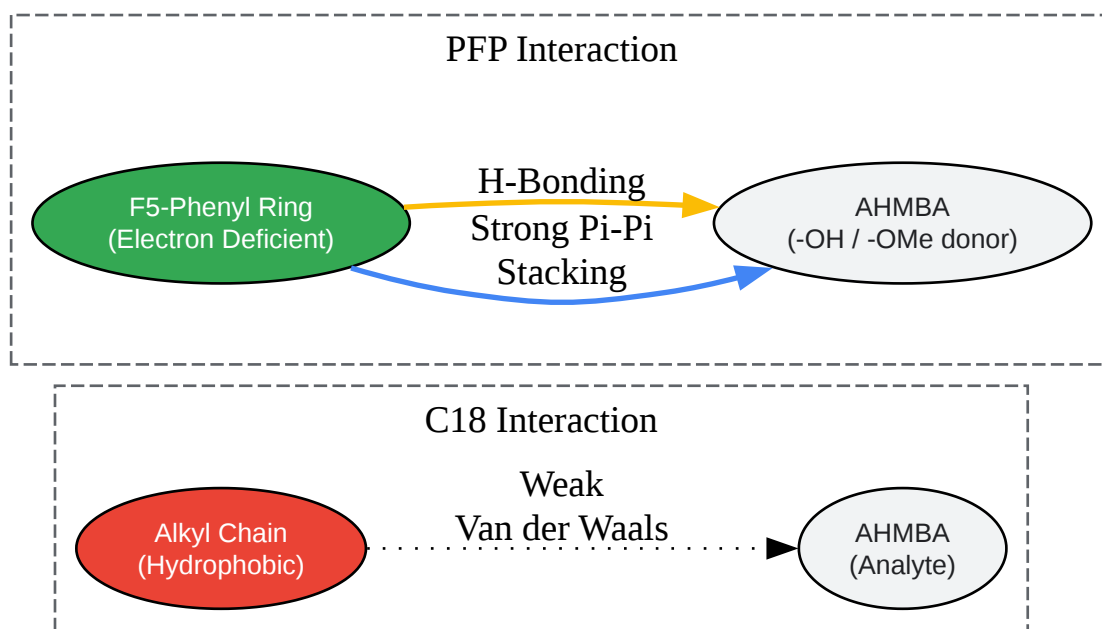 PFP Interaction
F5-Phenyl Ring
(Electron Deficient)
H-Bonding
Strong Pi-Pi
Stacking
AHMBA
(-OH / -OMe donor)
C18 Interaction
Alkyl Chain
(Hydrophobic)
Weak
Van der Waals
AHMBA
(Analyte)